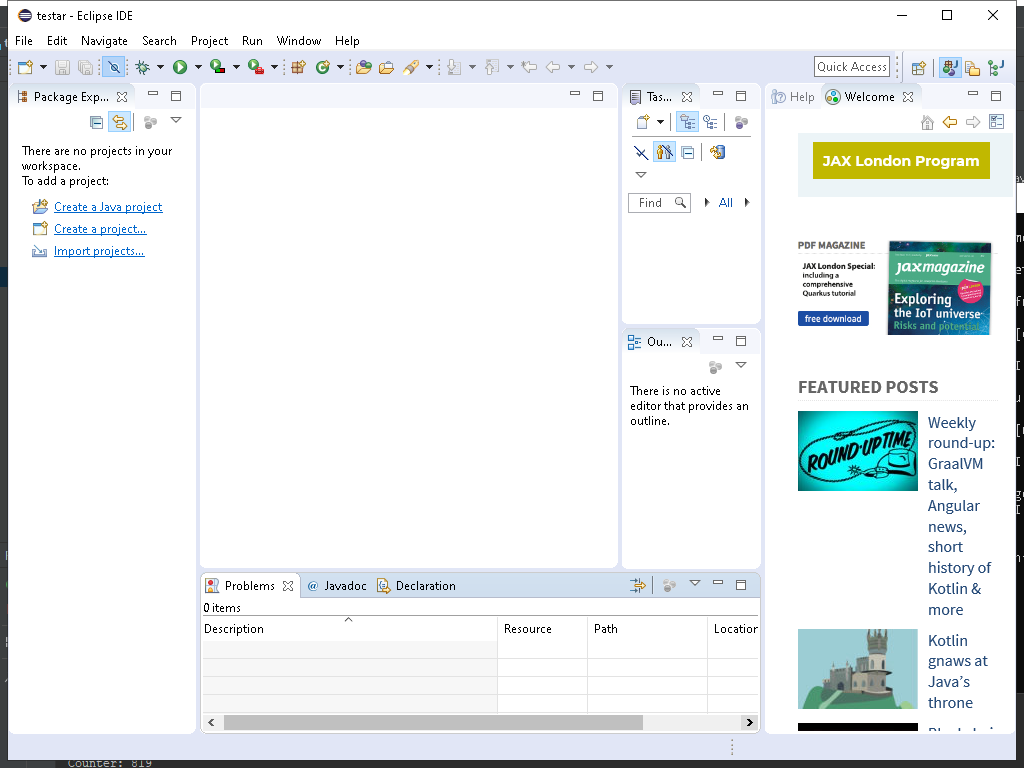 testar - Eclipse IDE
File Edit Navigate Search Project Run Window Help
Quick Access
Package Exp...
There are no projects in your
workspace.
To add a project:
Create a Java project
Create a project...
Import projects...
Tas...
Find
All
Ou...
There is no active
editor that provides an
outline.
Help
Welcome
JAX London Program
PDF MAGAZINE
JAX London Special:
including a
comprehensive
Quarkus tutorial
free download
jaxmagazine
Exploring
the IoT universe
Risks and potential
FEATURED POSTS
ROUND-UP TIME
Weekly
round-up:
GraalVM
talk,
Angular
news,
short
history of
Kotlin &
more
Kotlin
gnaws at
Java's
throne
Problems
@ Javadoc
Declaration
0 items
Description Resource Path Location
Counter: 819